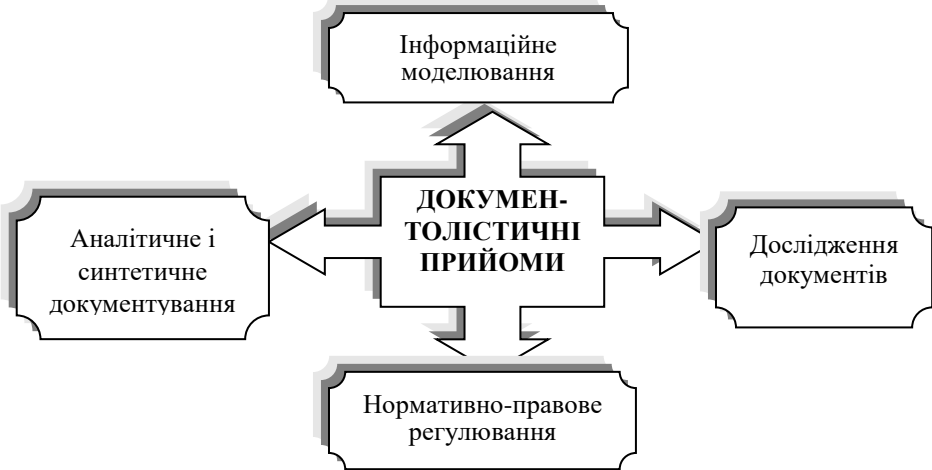 Інформаційне
моделювання
ДОКУМЕН-
ТОЛІСТИЧНІ
ПРИЙОМИ
Аналітичне і
синтетичне
документування
Дослідження
документів
Нормативно-правове
регулювання